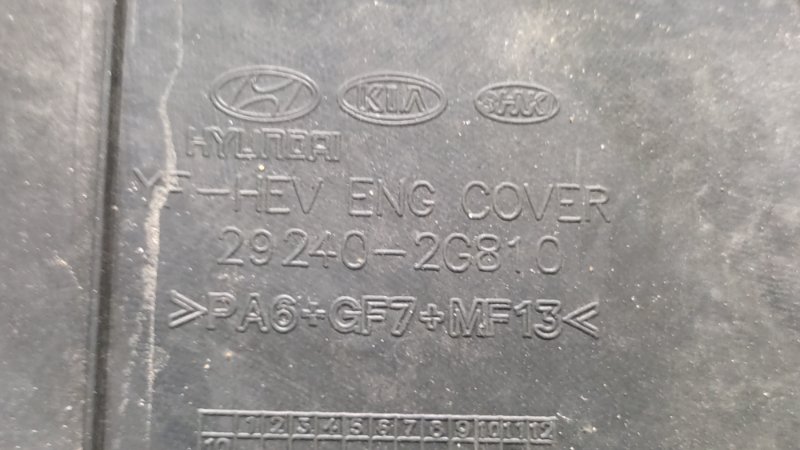 KIA SHK
HYUNDAI
YF-HEV ENG COVER
29240-2G810
>PA6+GF7+MF13<
1 2 3 4 5 6 7 8 9 10 11 12
10